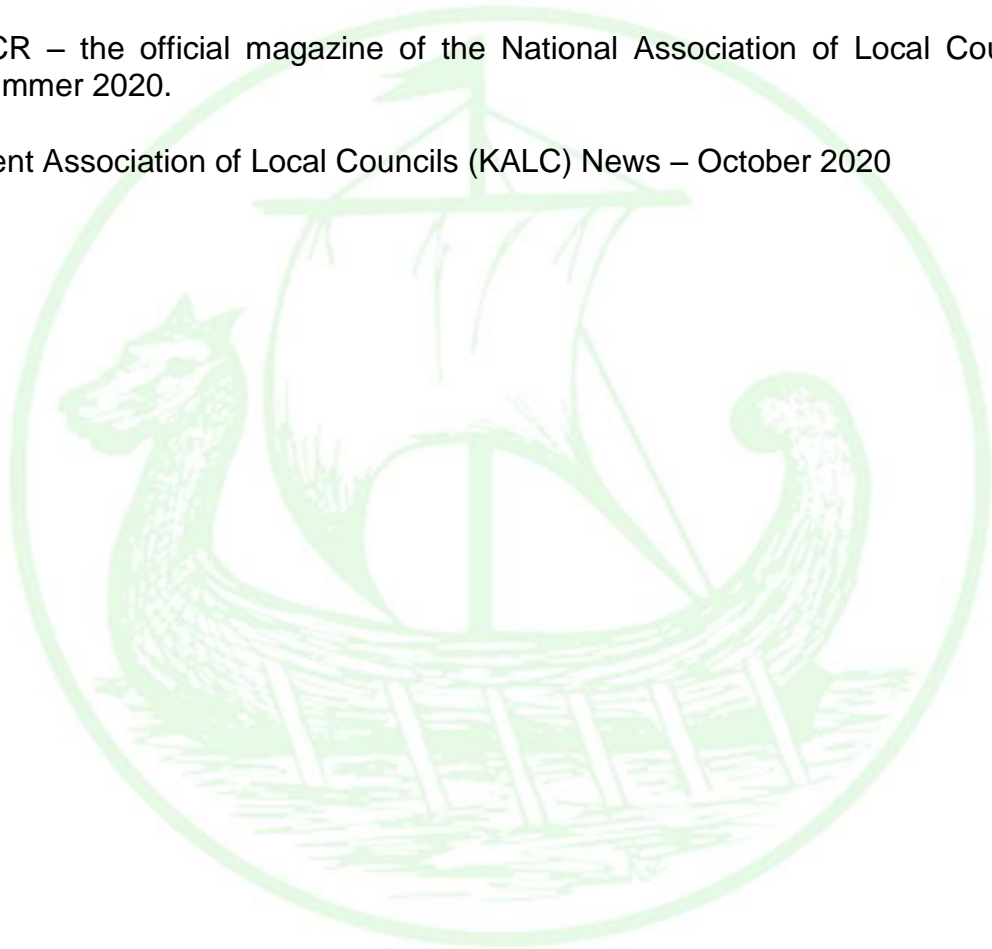 CR – the official magazine of the National Association of Local Cou
mmer 2020.
ent Association of Local Councils (KALC) News – October 2020